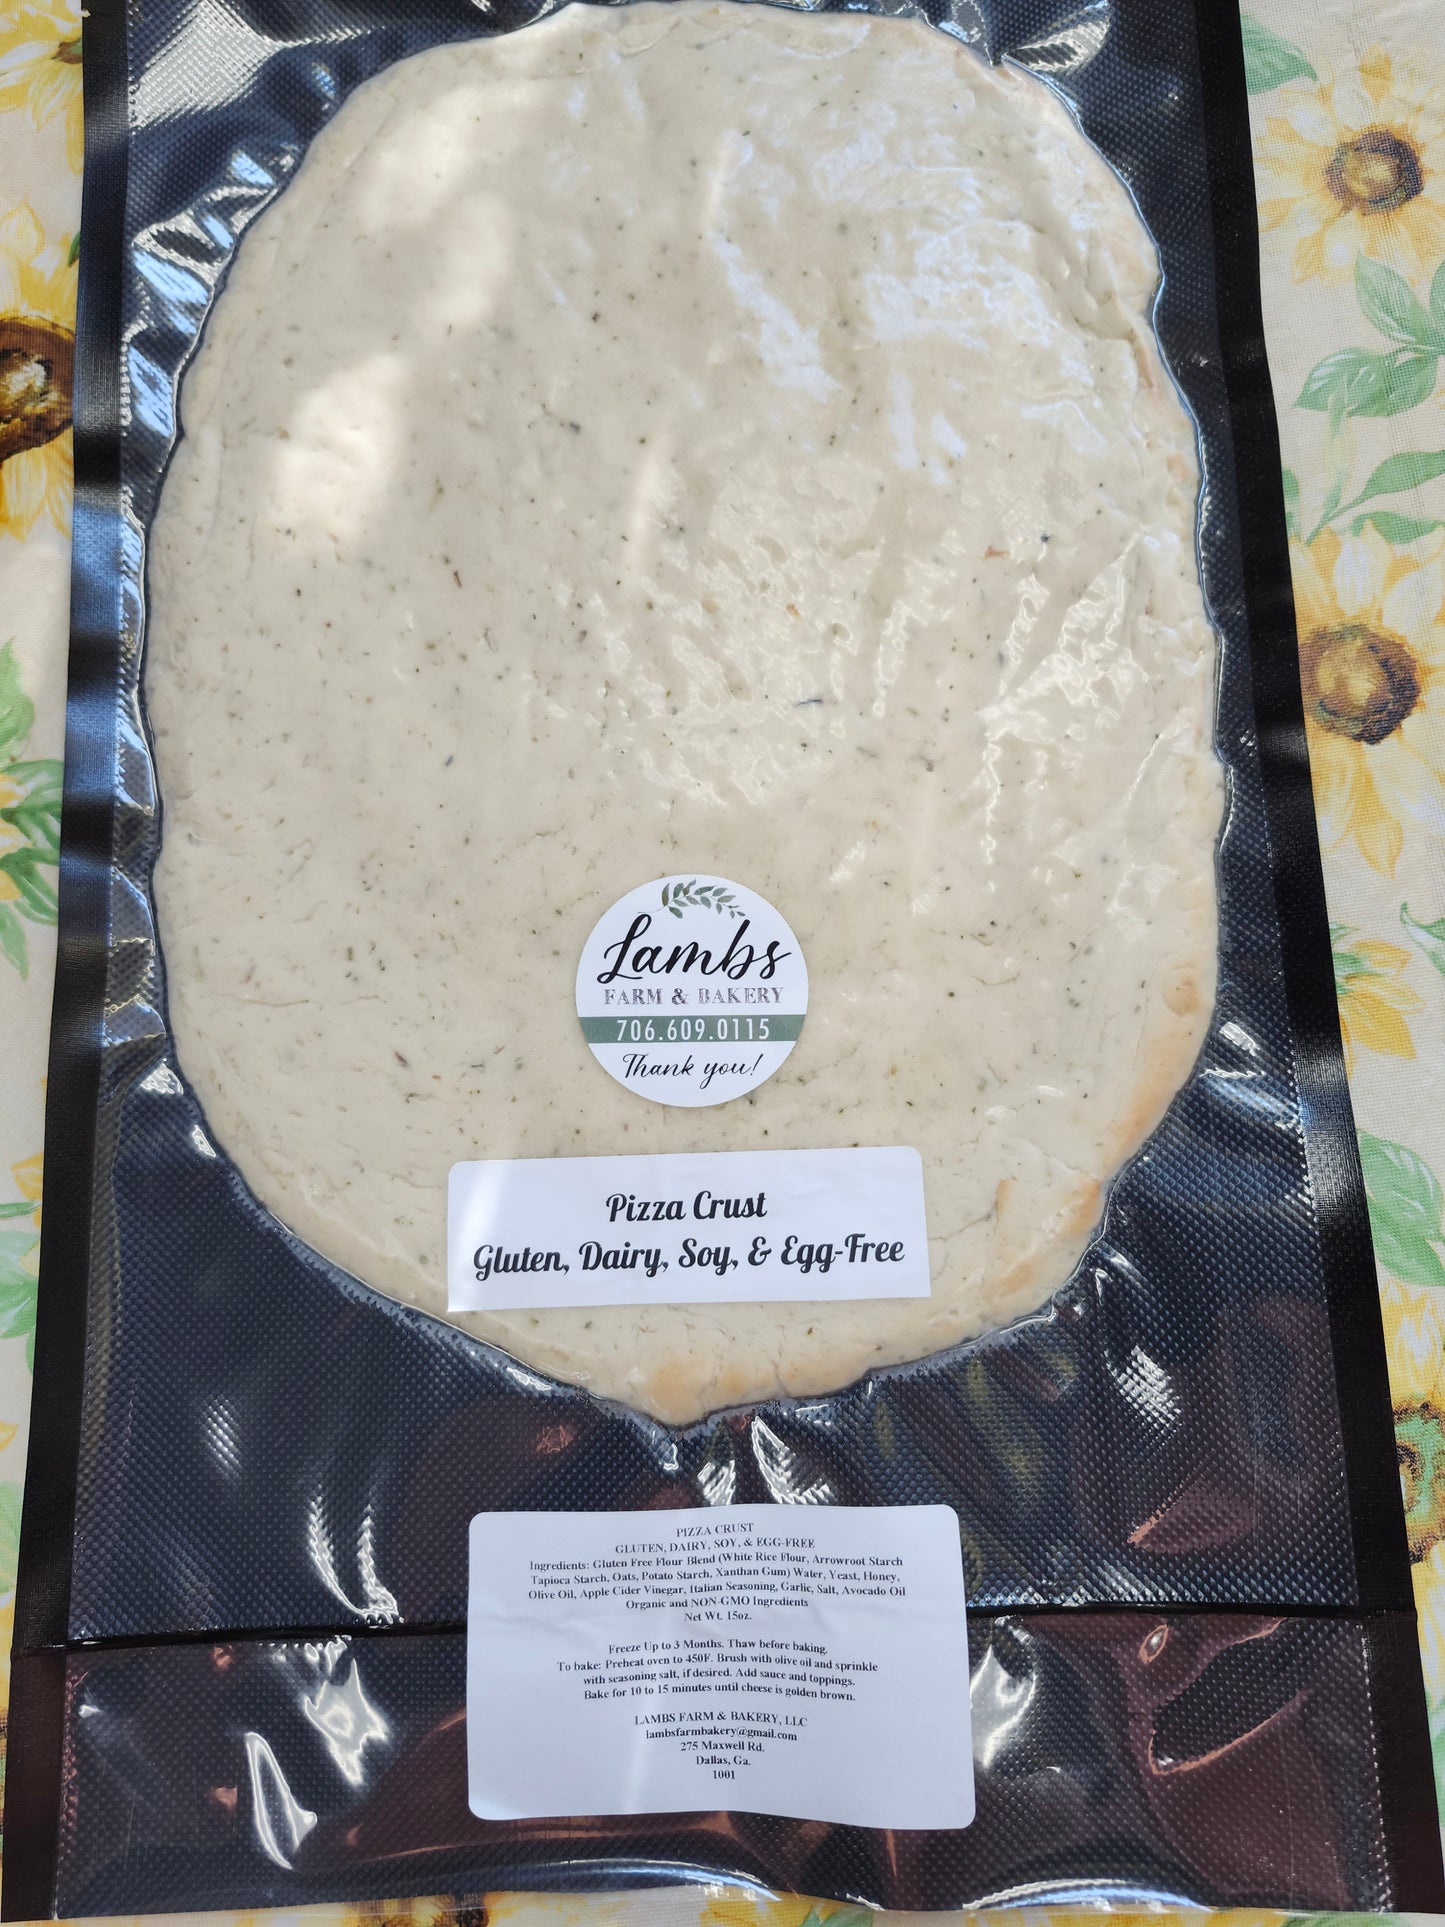 Lambs
FARM & BAKERY
706.609.0115
Thank you!
Pizza Crust
Gluten, Dairy, Soy, & Egg-Free
PIZZA CRUST
GLUTEN, DAIRY, SOY, & EGG-FREE
Ingredients: Gluten Free Flour Blend (White Rice Flour, Arrowroot Starch
Tapioca Starch, Oats, Potato Starch, Xanthan Gum) Water, Yeast, Honey,
Olive Oil, Apple Cider Vinegar, Italian Seasoning, Garlic, Salt, Avocado Oil
Organic and NON-GMO Ingredients
Net Wt. 15oz.
Freeze Up to 3 Months. Thaw before baking.
To bake: Preheat oven to 450F. Brush with olive oil and sprinkle
with seasoning salt, if desired. Add sauce and toppings.
Bake for 10 to 15 minutes until cheese is golden brown.
LAMBS FARM & BAKERY, LLC
lambsfarmbakery@gmail.com
275 Maxwell Rd.
Dallas, Ga.
1001